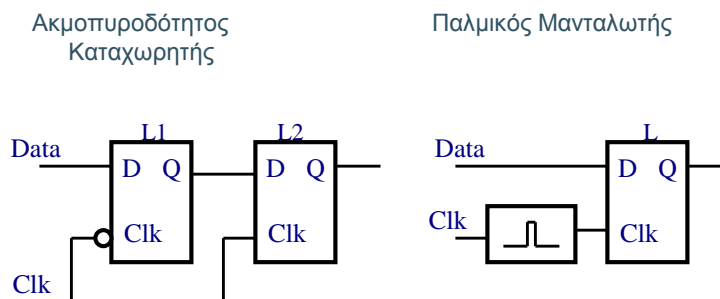 Ακμοπυροδότητος
Καταχωρητής
Παλμικός Μανταλωτής
L1
L2
Data
D Q
D Q
Clk
Clk
Clk
L
Data
D Q
Clk
Clk